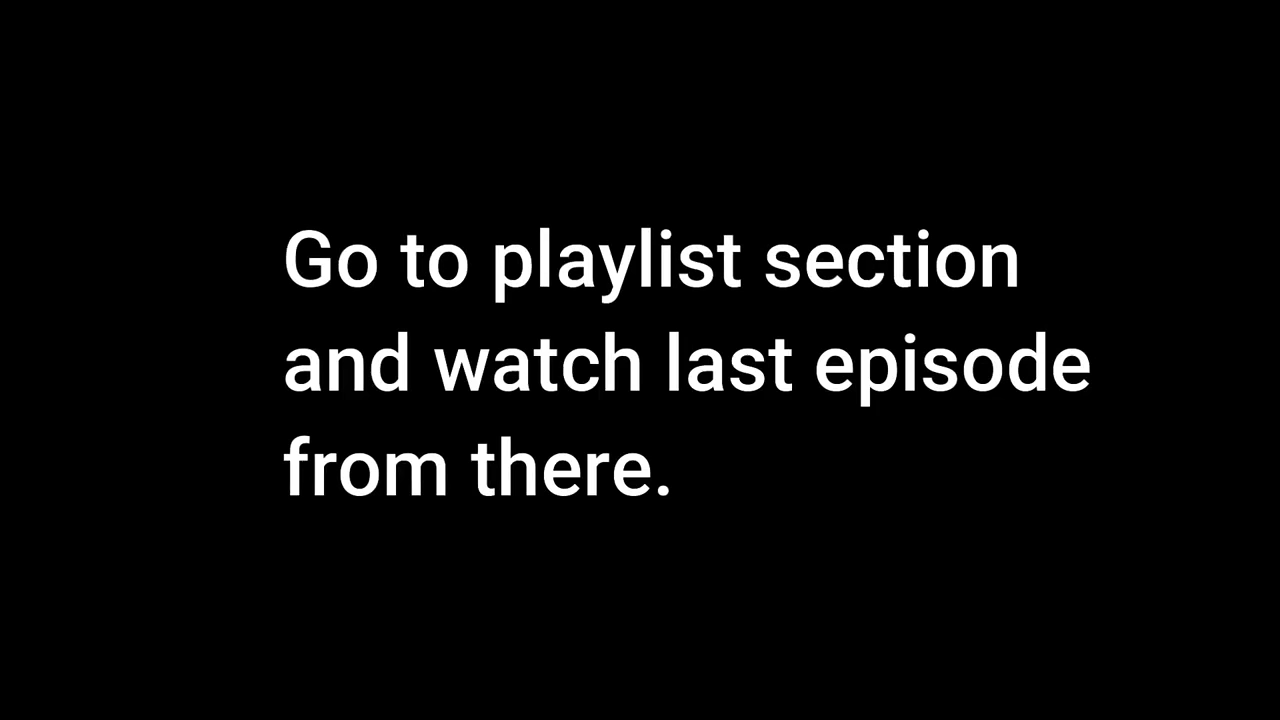 Go to playlist section
and watch last episode
from there.